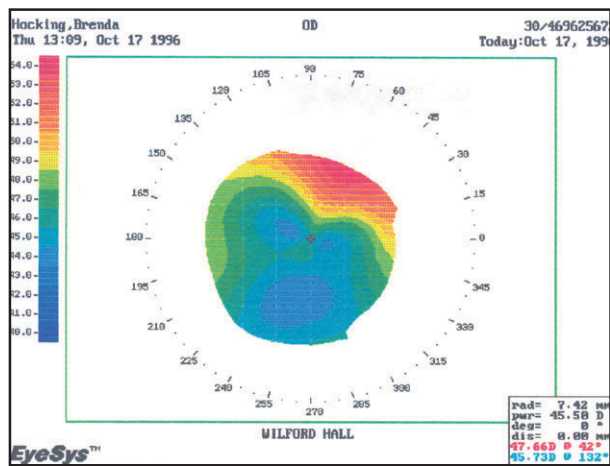 Hocking,Brenda OD 30/469625672
Thu 13:09, Oct 17 1996 Today:Oct 17, 199
54.0-
53.0-
52.0-
51.0-
50.0-
49.0-
48.0-
47.0-
46.0-
45.0-
44.0-
43.0-
42.0-
41.0-
40.0-
90
105 75
120 60
135 45
150 30
165 15
180 0
195 345
210 330
225 315
240 300
255 285
270
WILFORD HALL
EyeSys™
rad= 7.42 mm
pwr= 45.50 D
deg= 0 °
dis= 0.00 mm
47.66D @ 42°
45.73D @ 132°